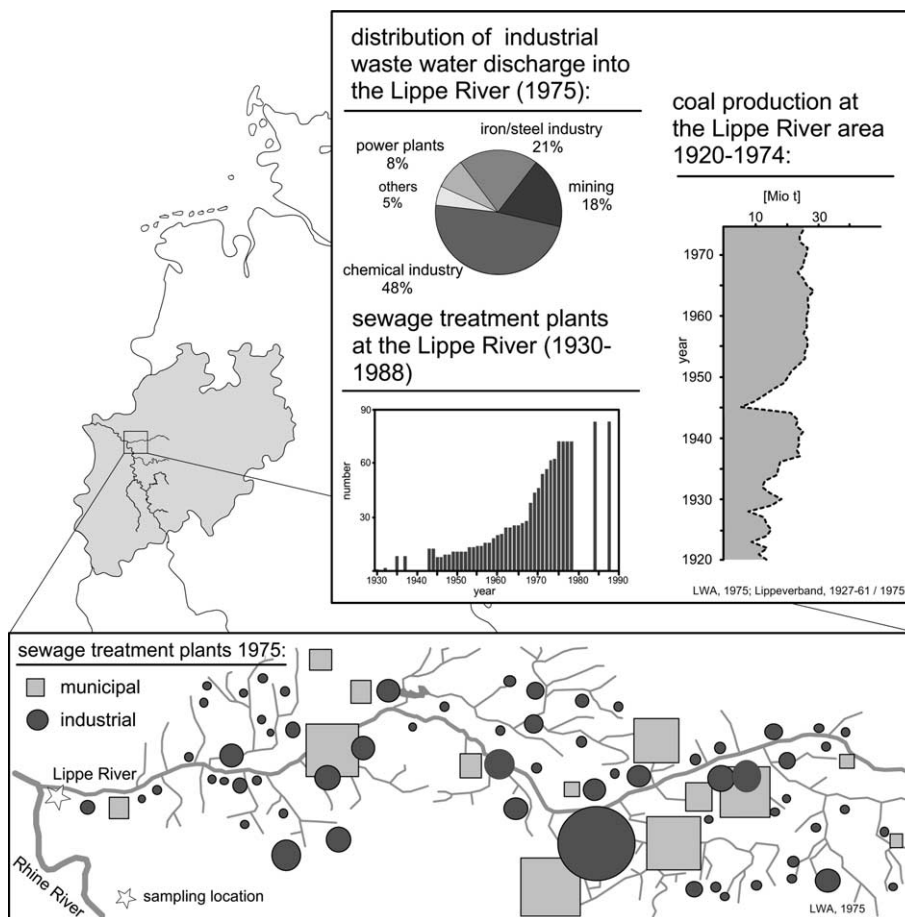 distribution of industrial
waste water discharge into
the Lippe River (1975):
iron/steel industry
21%
power plants
8%
others
5%
mining
18%
chemical industry
48%
coal production at
the Lippe River area
1920-1974:
[Mio t]
10 30
1970
1960
1950
1940
1930
1920
year
LWA, 1975; Lippeverband, 1927-61 / 1975
sewage treatment plants
at the Lippe River (1930-
1988)
90
60
30
number
1930 1940 1950 1960 1970 1980 1990
year
sewage treatment plants 1975:
municipal
industrial
Lippe River
Rhine River
sampling location
LWA, 1975